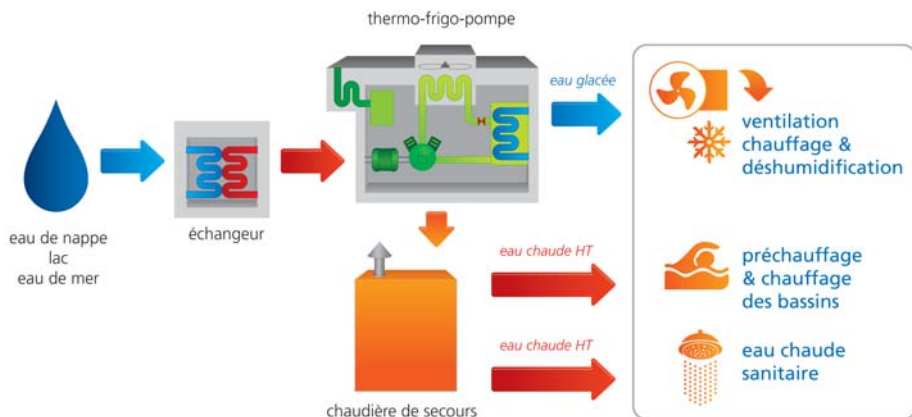 thermo-frigo-pompe
eau glacée
ventilation
chauffage &
déshumidification
eau de nappe
lac
eau de mer
échangeur
eau chaude HT
préchauffage
& chauffage
des bassins
eau chaude HT
eau chaude
sanitaire
chaudière de secours